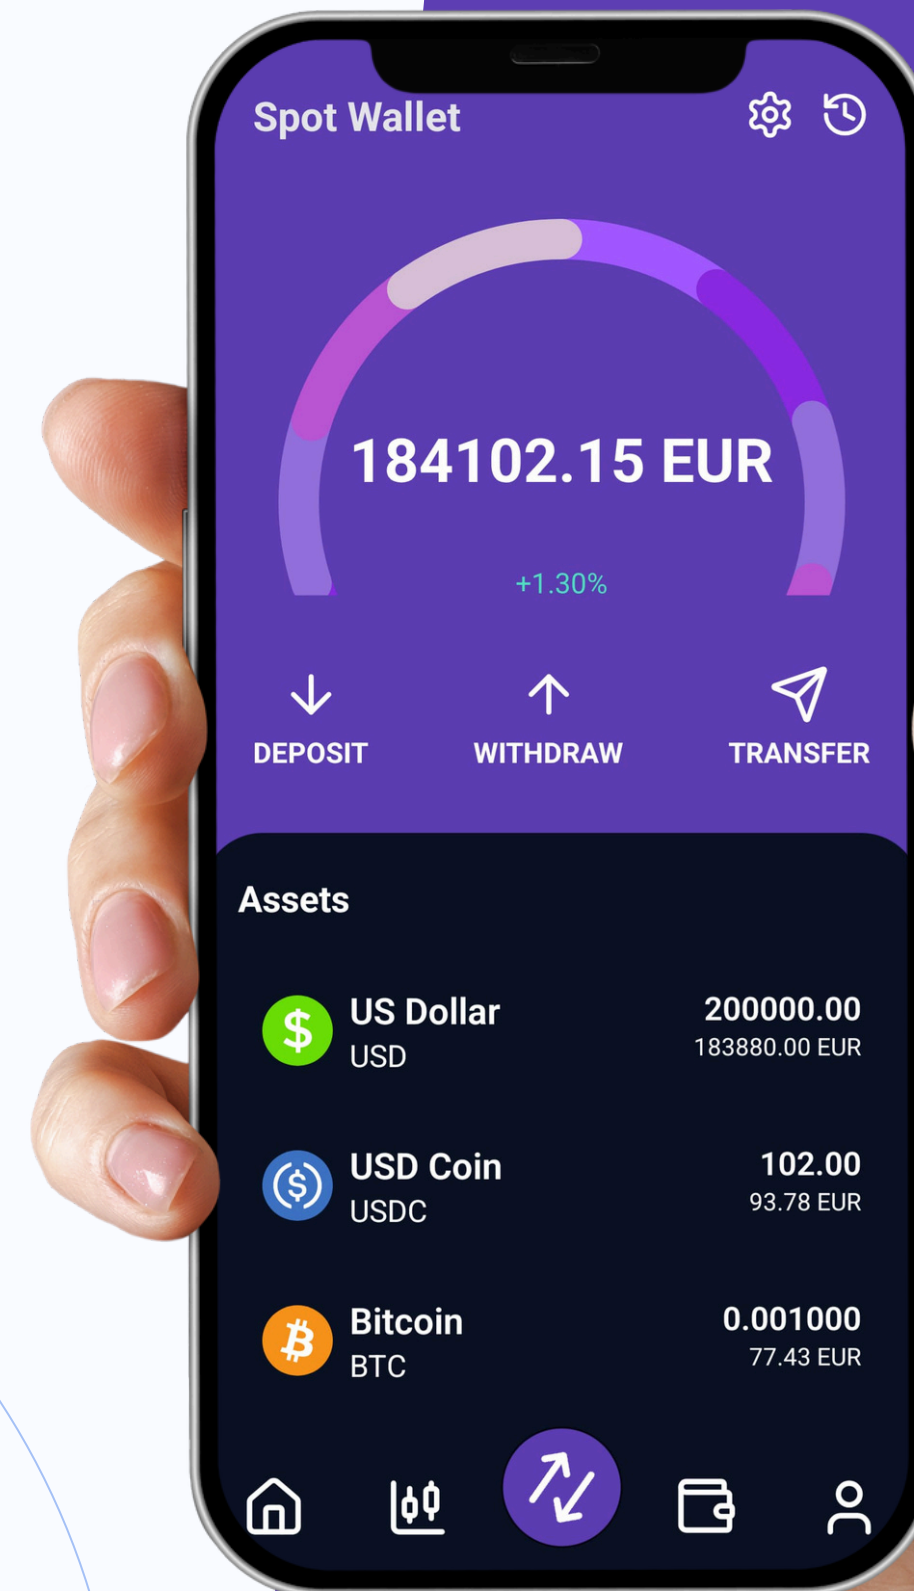 Spot Wallet
184102.15 EUR
+1.30%
DEPOSIT
WITHDRAW
TRANSFER
Assets
US Dollar
200000.00
USD
183880.00 EUR
USD Coin
102.00
USDC
93.78 EUR
Bitcoin
0.001000
BTC
77.43 EUR